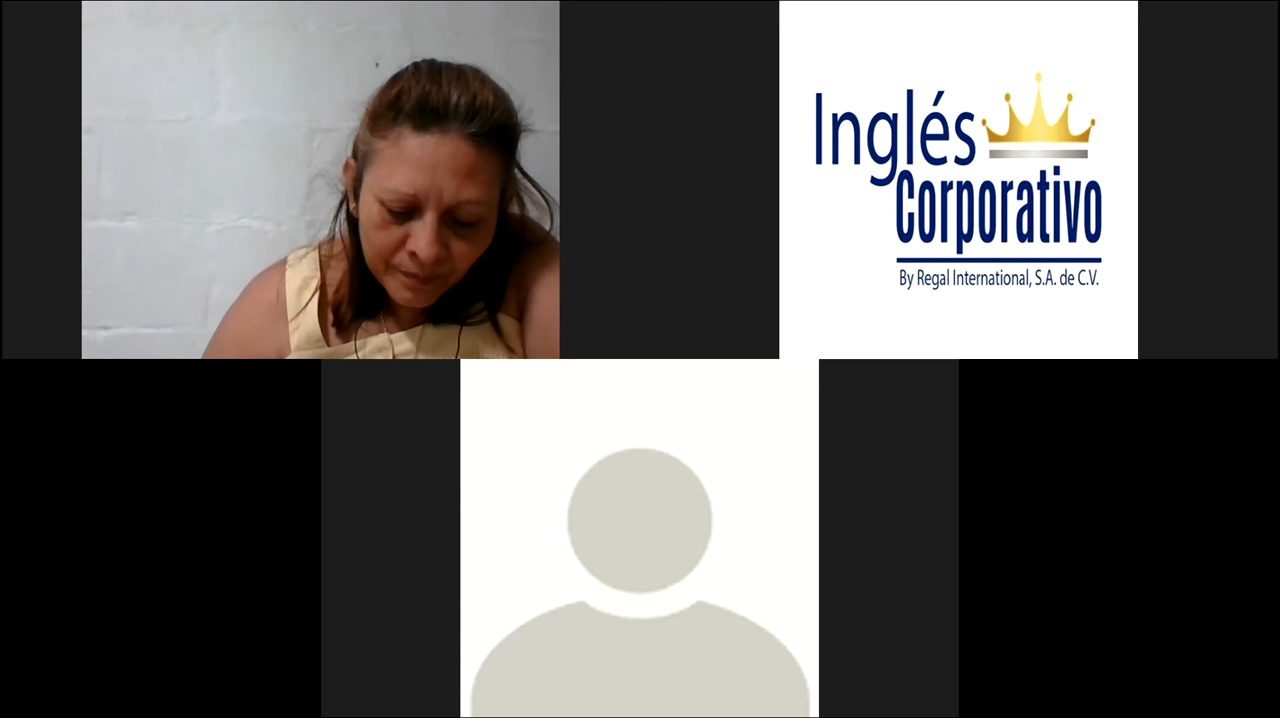 Inglés
Corporativo
By Regal International, S.A. de C.V.